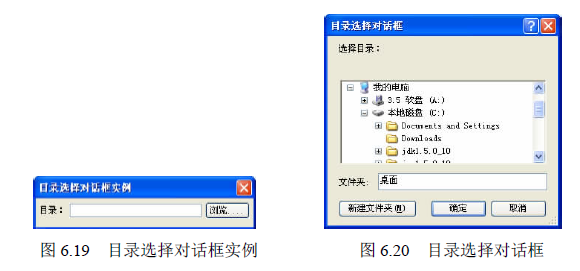 目录选择对话框实例
目录：
浏览...
图 6.19 目录选择对话框实例
目录选择对话框
选择目录：
我的电脑
3.5 软盘 (A:)
本地磁盘 (C:)
Documents and Settings
Downloads
jdk1.5.0_10
文件夹:
桌面
新建文件夹(N)
确定
取消
图 6.20 目录选择对话框